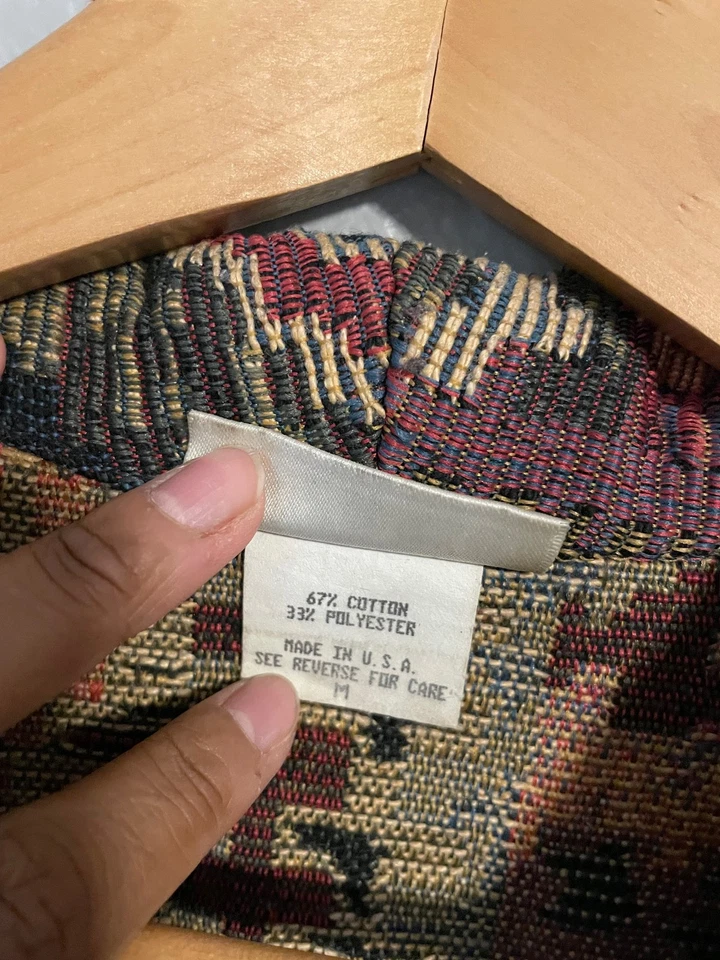 67% COTTON
33% POLYESTER
MADE IN U.S.A.
SEE REVERSE FOR CARE
M